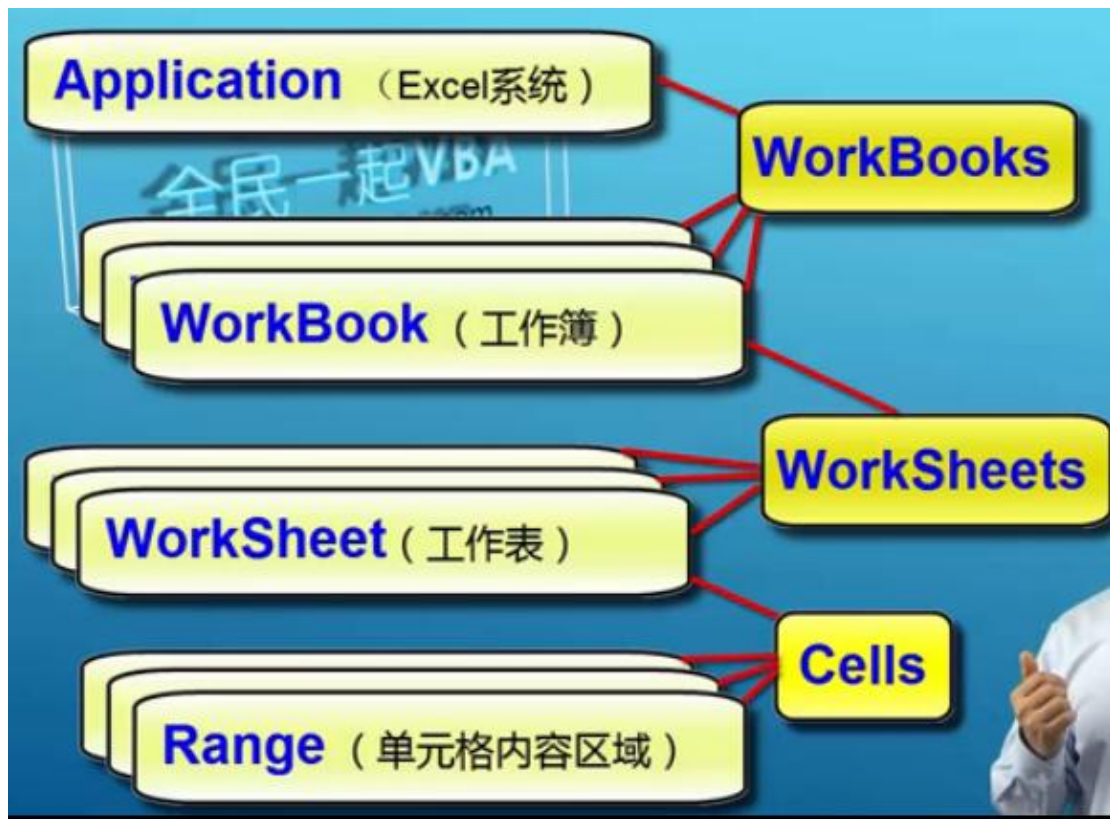 Application （Excel系统）
WorkBooks
全民一起VBA
WorkBook （工作簿）
WorkSheets
WorkSheet（工作表）
Cells
Range （单元格内容区域）